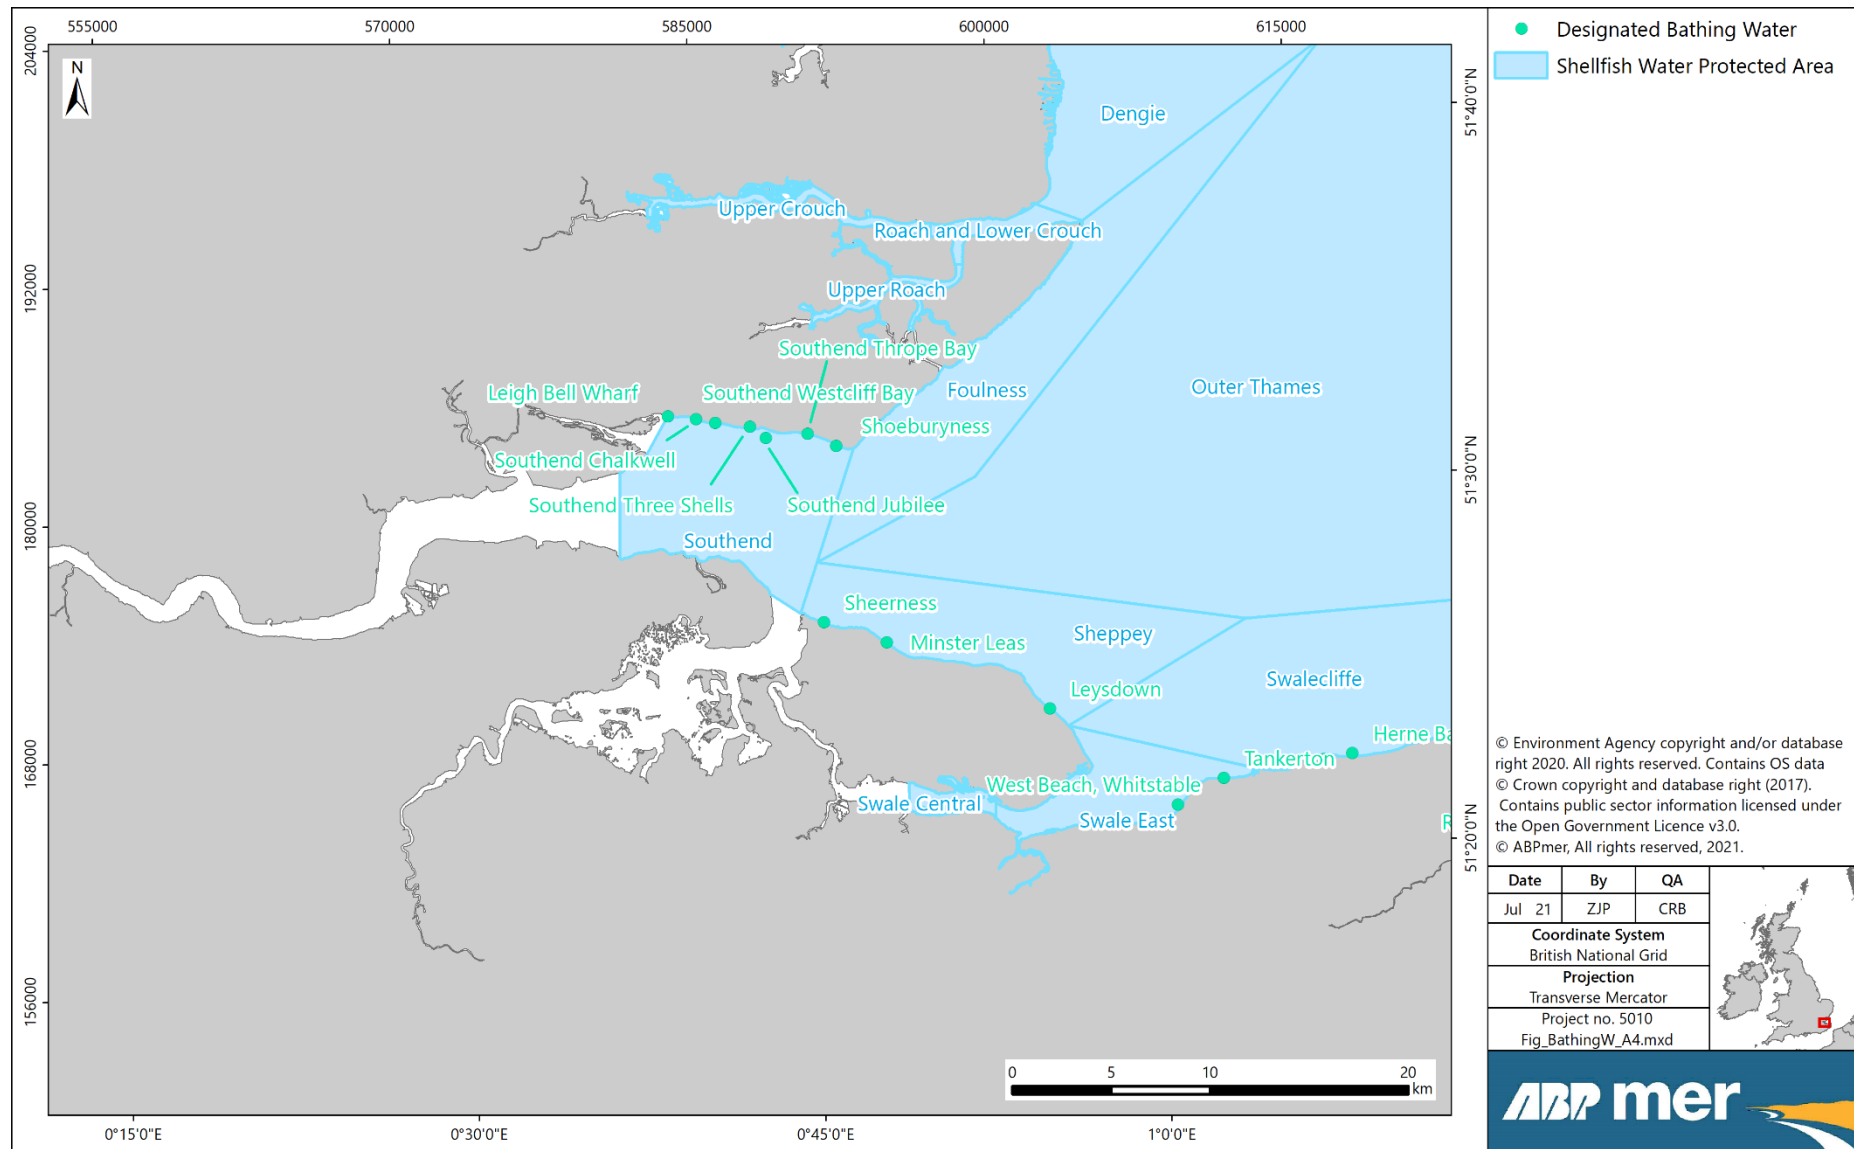 555000
570000
585000
600000
615000
204000
192000
180000
168000
156000
51°40'0"N
51°30'0"N
51°20'0"N
N
Dengie
Upper Crouch
Roach and Lower Crouch
Upper Roach
Southend Thrope Bay
Foulness
Outer Thames
Leigh Bell Wharf
Southend Westcliff Bay
Shoeburyness
Southend Chalkwell
Southend Three Shells
Southend Jubilee
Southend
Sheerness
Sheppey
Minster Leas
Swalecliffe
Leysdown
Herne Ba
Tankerton
West Beach, Whitstable
Swale Central
Swale East
R
0 5 10 20
km
0°15'0"E
0°30'0"E
0°45'0"E
1°0'0"E
Designated Bathing Water
Shellfish Water Protected Area
© Environment Agency copyright and/or database
right 2020. All rights reserved. Contains OS data
© Crown copyright and database right (2017).
Contains public sector information licensed under
the Open Government Licence v3.0.
© ABPmer, All rights reserved, 2021.
Date By QA
Jul 21 ZJP CRB
Coordinate System
British National Grid
Projection
Transverse Mercator
Project no. 5010
Fig_BathingW_A4.mxd
ABP mer